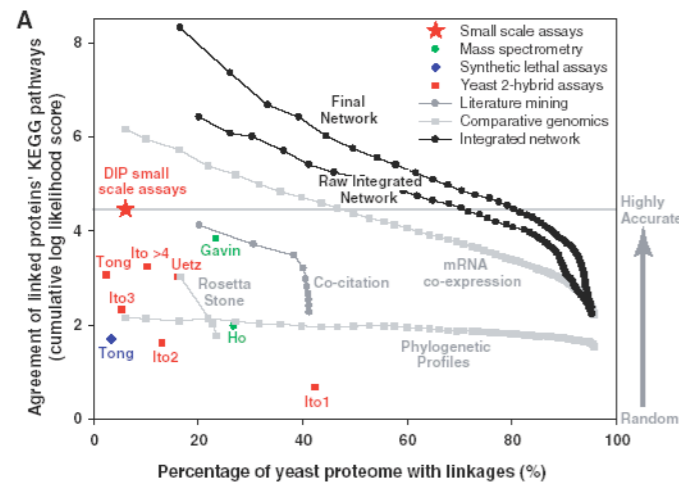 A
Agreement of linked proteins' KEGG pathways
(cumulative log likelihood score)
8
6
4
2
0
0
20
40
60
80
100
Percentage of yeast proteome with linkages (%)
Small scale assays
Mass spectrometry
Synthetic lethal assays
Yeast 2-hybrid assays
Literature mining
Comparative genomics
Integrated network
Final
Network
Raw Integrated
Network
DIP small
scale assays
Highly
Accurate
Gavin
Ito >4
Tong
Uetz
Rosetta
Stone
Co-citation
mRNA
co-expression
Ito3
Tong
Ito2
Ho
Phylogenetic
Profiles
Ito1
Random